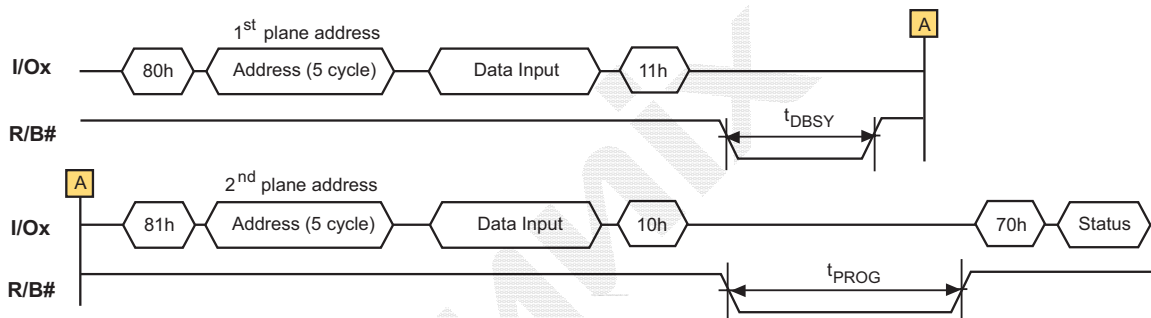 1st plane address
A
I/Ox 80h Address (5 cycle) Data Input 11h
R/B# tDBSY
A
2nd plane address
I/Ox 81h Address (5 cycle) Data Input 10h 70h Status
R/B# tPROG